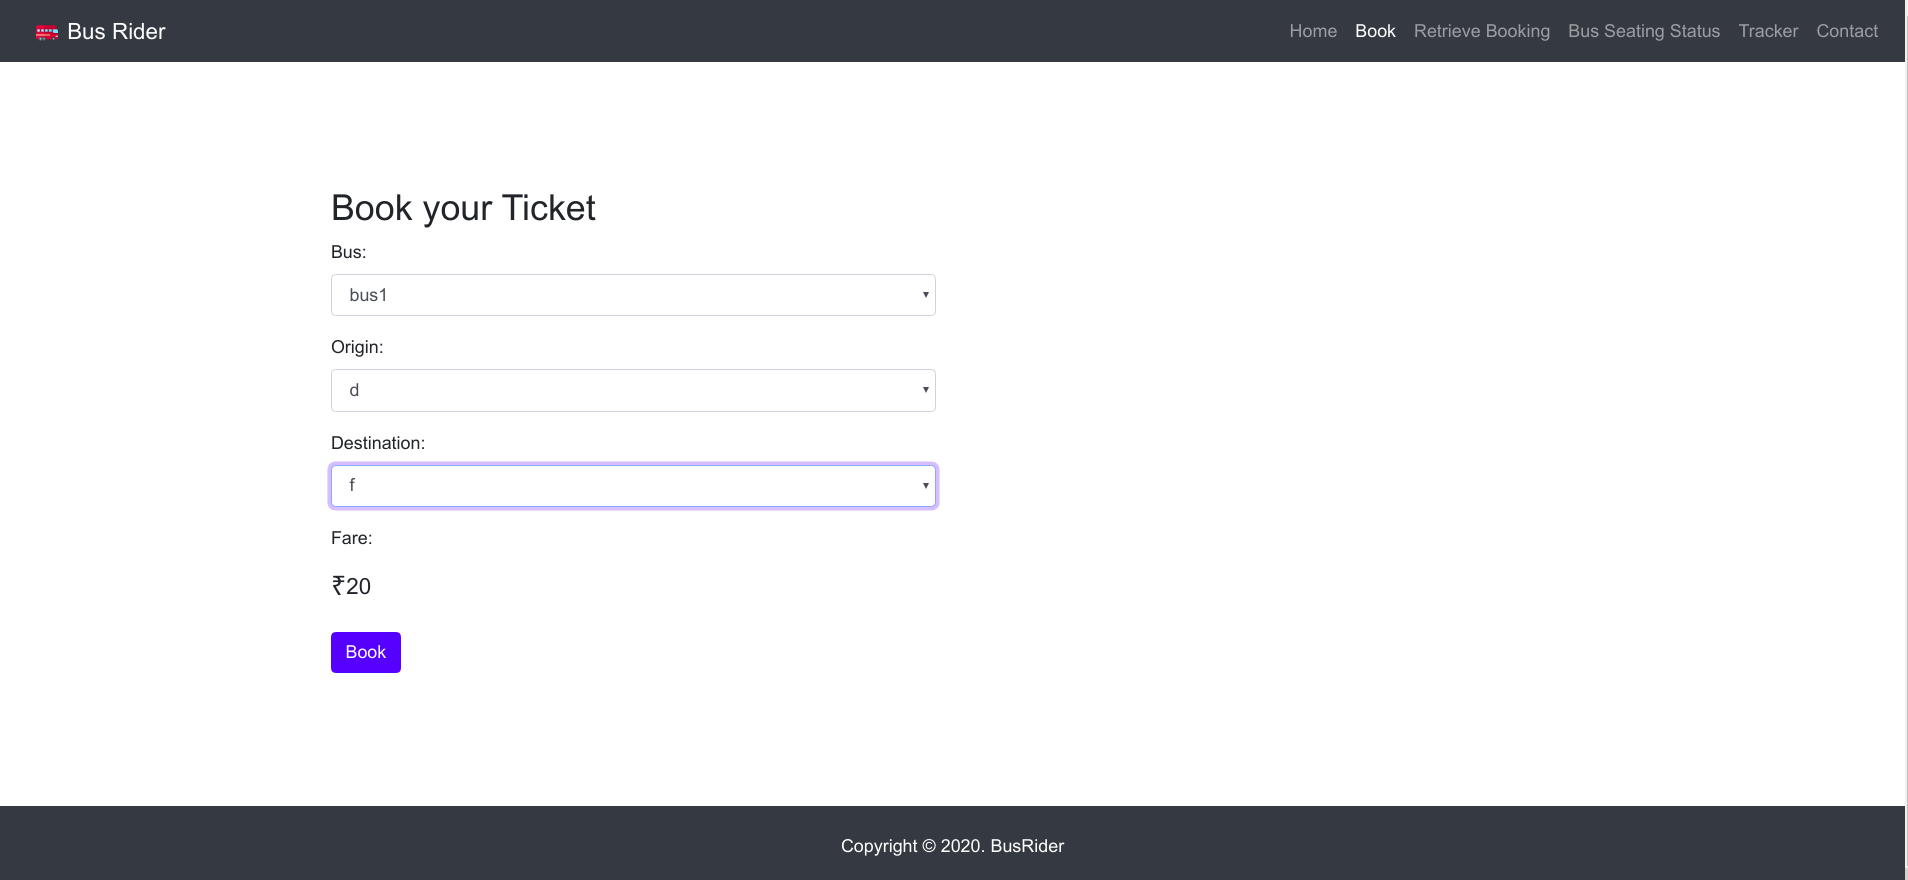 Bus Rider
Home Book Retrieve Booking Bus Seating Status Tracker Contact
Book your Ticket
Bus:
bus1
Origin:
d
Destination:
f
Fare:
₹20
Book
Copyright © 2020. BusRider